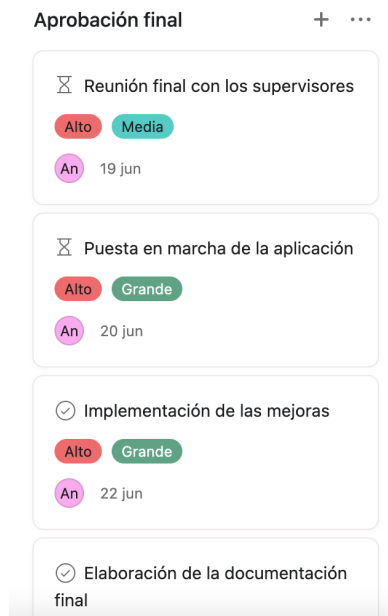 Aprobación final
Reunión final con los supervisores
Alto Media
An 19 jun
Puesta en marcha de la aplicación
Alto Grande
An 20 jun
Implementación de las mejoras
Alto Grande
An 22 jun
Elaboración de la documentación
final